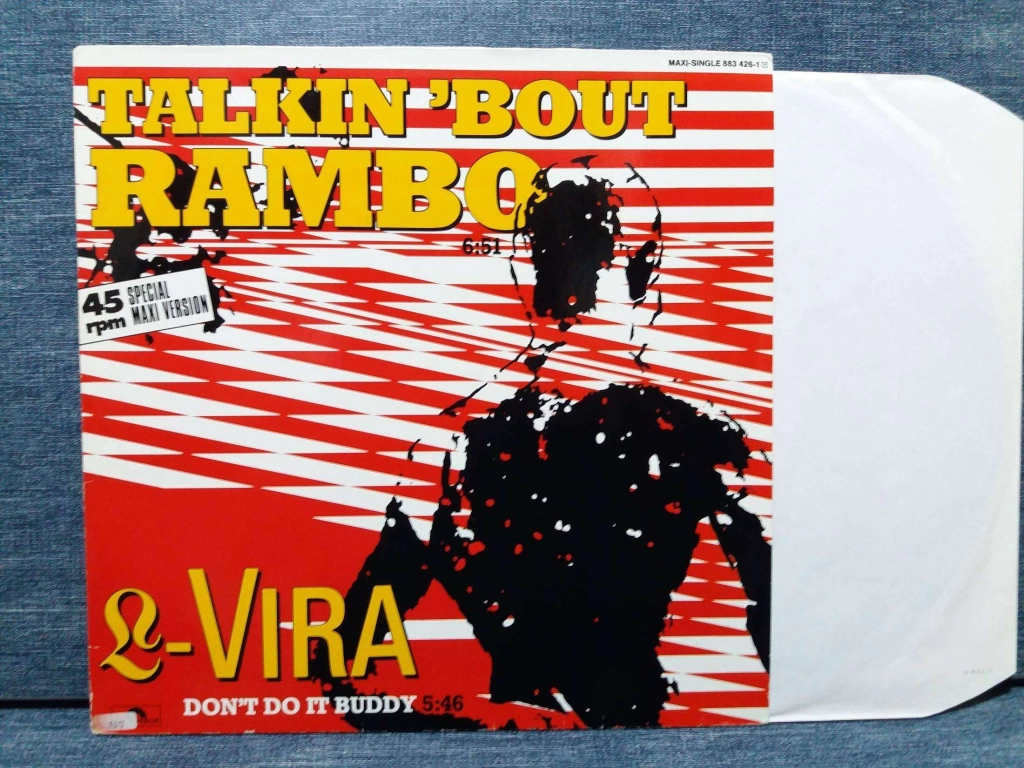 MAXI-SINGLE 883 426-1
TALKIN 'BOUT
RAMBO
6:51
45 rpm SPECIAL MAXI VERSION
L-VIRA
DON'T DO IT BUDDY 5:46